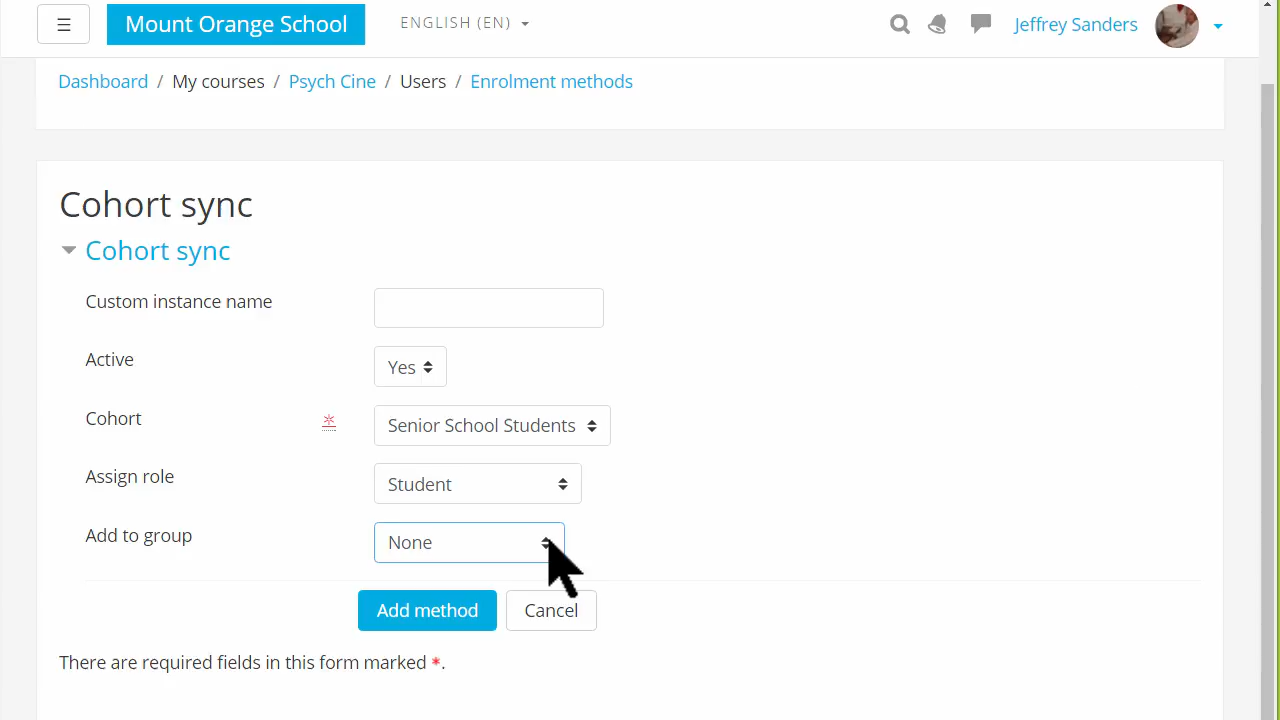 Mount Orange School ENGLISH (EN) Jeffrey Sanders
Dashboard / My courses / Psych Cine / Users / Enrolment methods
Cohort sync
Cohort sync
Custom instance name
Active Yes
Cohort Senior School Students
Assign role Student
Add to group None
Add method Cancel
There are required fields in this form marked *.